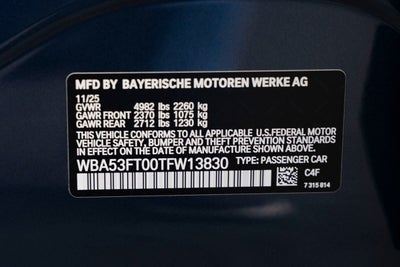 MFD BY BAYERISCHE MOTOREN WERKE AG
11/25
GVWR 4982 lbs 2260 kg
GAWR FRONT 2370 lbs 1075 kg
GAWR REAR 2712 lbs 1230 kg
THIS VEHICLE CONFORMS TO ALL APPLICABLE U.S.FEDERAL MOTOR
VEHICLE SAFETY, BUMPER AND THEFT PREVENTION STANDARDS
IN EFFECT ON THE DATE OF MANUFACTURE SHOWN ABOVE.
WBA53FT00TFW13830 TYPE: PASSENGER CAR
C4F
7 315 814